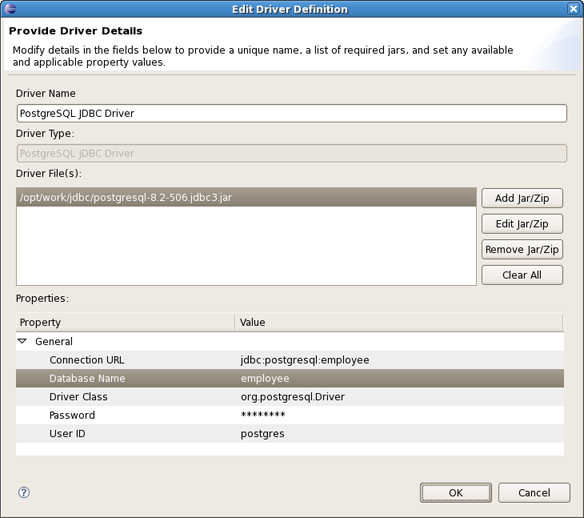 Edit Driver Definition
Provide Driver Details
Modify details in the fields below to provide a unique name, a list of required jars, and set any available
and applicable property values.
Driver Name
PostgreSQL JDBC Driver
Driver Type:
PostgreSQL JDBC Driver
Driver File(s):
/opt/work/jdbc/postgresql-8.2-506.jdbc3.jar
Add Jar/Zip
Edit Jar/Zip
Remove Jar/Zip
Clear All
Properties:
Property Value
General
Connection URL jdbc:postgresql:employee
Database Name employee
Driver Class org.postgresql.Driver
Password ********
User ID postgres
? OK Cancel